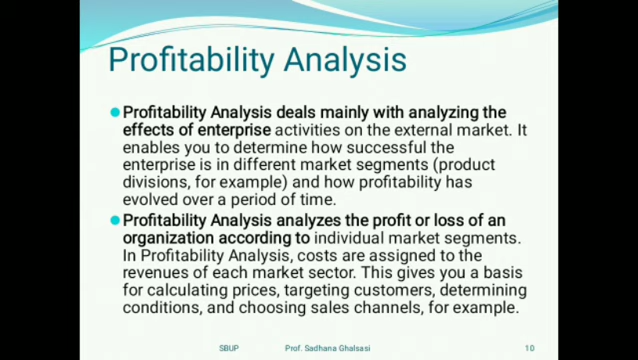 Profitability Analysis
Profitability Analysis deals mainly with analyzing the
effects of enterprise activities on the external market. It
enables you to determine how successful the
enterprise is in different market segments (product
divisions, for example) and how profitability has
evolved over a period of time.
Profitability Analysis analyzes the profit or loss of an
organization according to individual market segments.
In Profitability Analysis, costs are assigned to the
revenues of each market sector. This gives you a basis
for calculating prices, targeting customers, determining
conditions, and choosing sales channels, for example.
SBUP Prof. Sadhana Ghalsasi 10